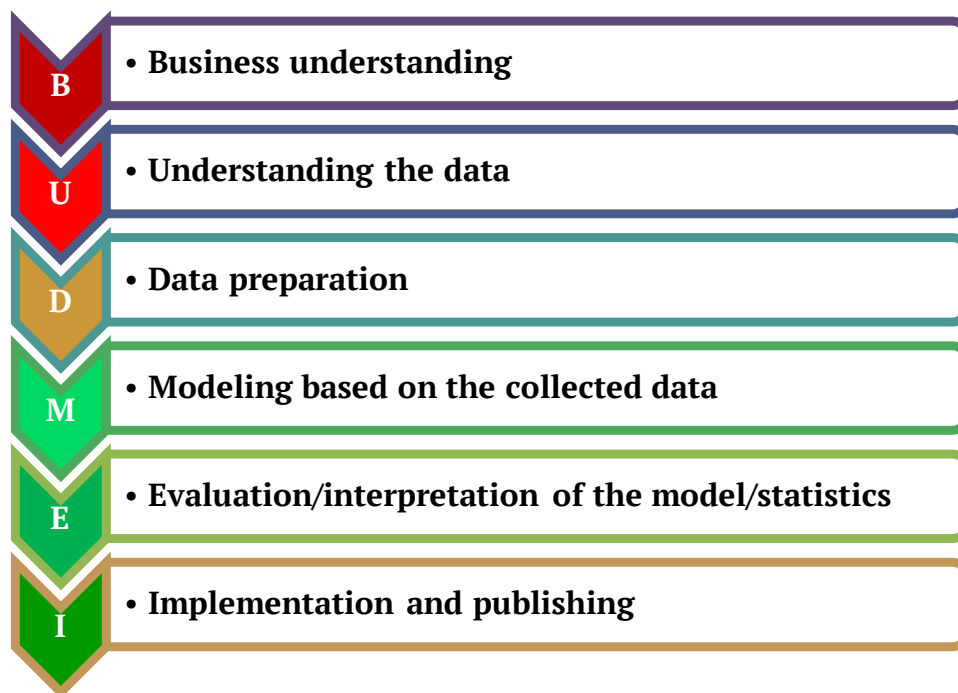 B
• Business understanding
U
• Understanding the data
D
• Data preparation
M
• Modeling based on the collected data
E
• Evaluation/interpretation of the model/statistics
I
• Implementation and publishing